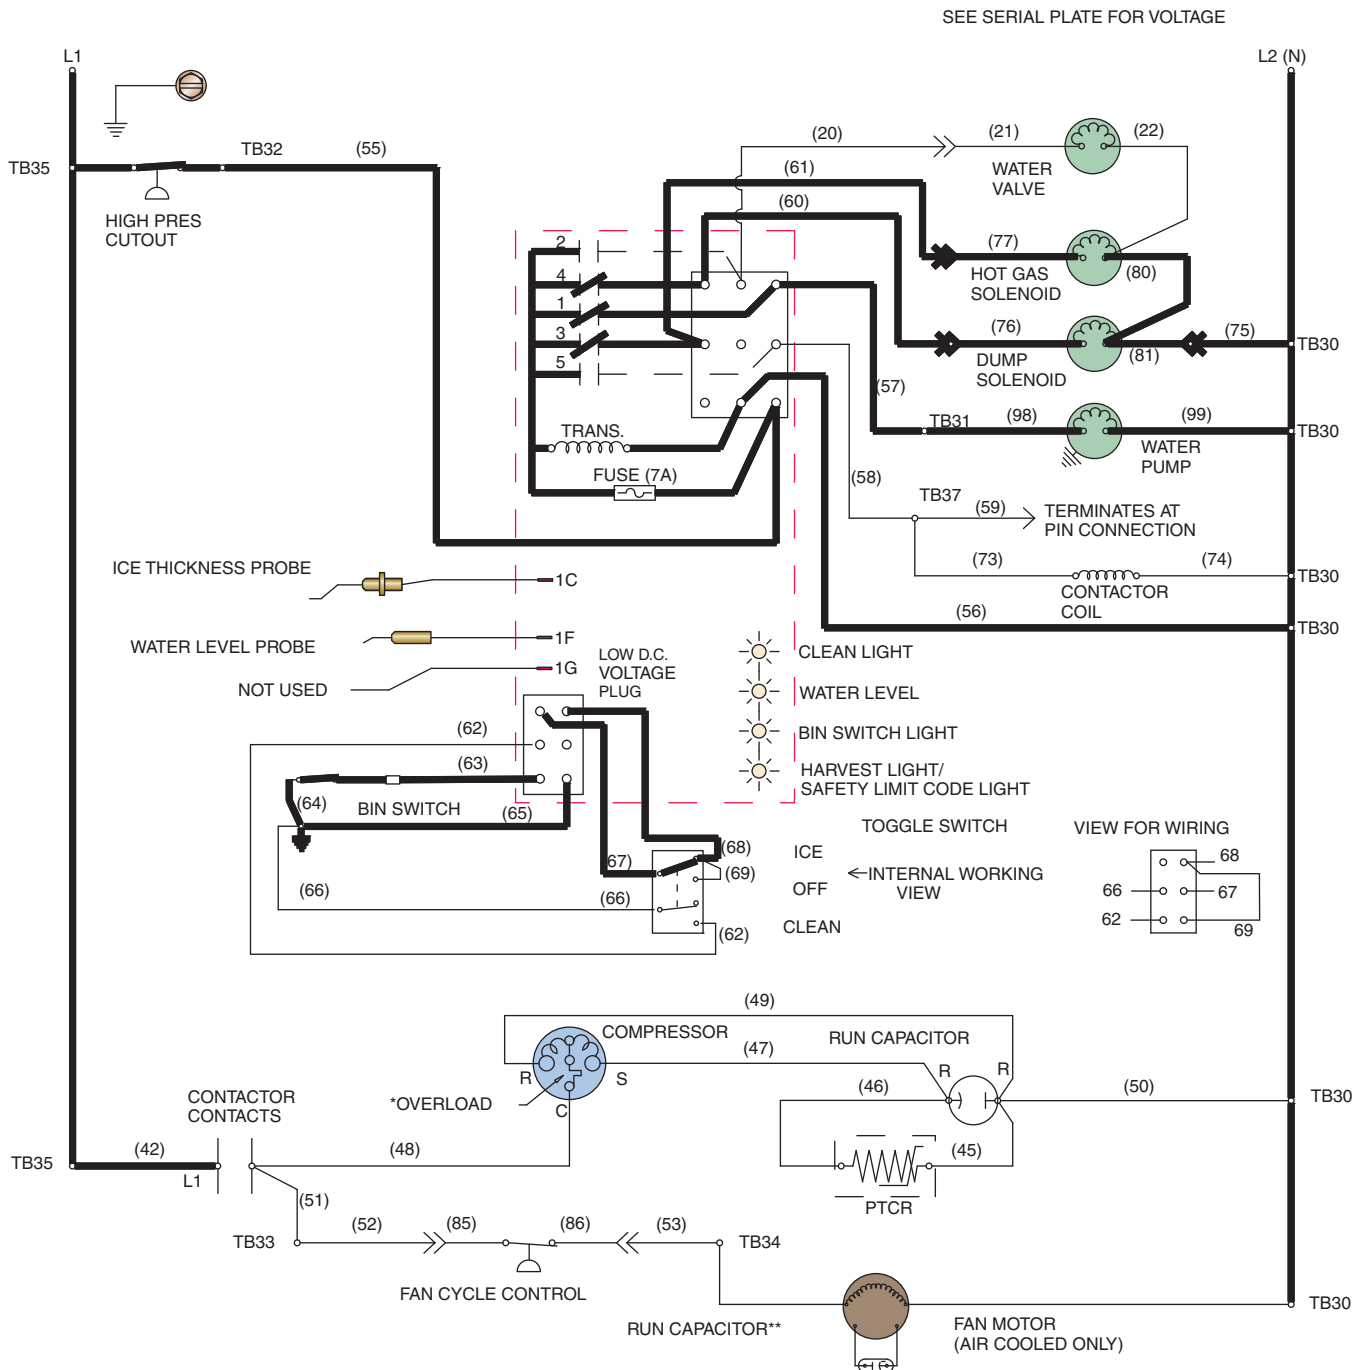 SEE SERIAL PLATE FOR VOLTAGE
L1
L2 (N)
(20)
(21)
(22)
TB35
TB32
(55)
(61)
WATER
VALVE
(60)
HIGH PRES
CUTOUT
2
4
1
3
5
(77)
(80)
HOT GAS
SOLENOID
(76)
(81)
(75)
TB30
DUMP
SOLENOID
(57)
TB31
(98)
(99)
TB30
WATER
PUMP
TRANS.
FUSE (7A)
(58)
TB37
(59)
TERMINATES AT
PIN CONNECTION
(73)
(74)
TB30
CONTACTOR
COIL
(56)
TB30
ICE THICKNESS PROBE
1C
WATER LEVEL PROBE
1F
1G
NOT USED
LOW D.C.
VOLTAGE
PLUG
CLEAN LIGHT
WATER LEVEL
BIN SWITCH LIGHT
HARVEST LIGHT/
SAFETY LIMIT CODE LIGHT
(62)
(63)
(64)
BIN SWITCH
(65)
(66)
(67)
(68)
(69)
(66)
(62)
TOGGLE SWITCH
ICE
OFF
CLEAN
INTERNAL WORKING
VIEW
VIEW FOR WIRING
68
66
67
62
69
(49)
COMPRESSOR
(47)
RUN CAPACITOR
R
S
C
*OVERLOAD
R
R
(46)
(50)
TB30
(45)
PTCR
CONTACTOR
CONTACTS
TB35
(42)
L1
(48)
(51)
TB33
(52)
(85)
(86)
(53)
TB34
FAN CYCLE CONTROL
TB30
RUN CAPACITOR**
FAN MOTOR
(AIR COOLED ONLY)